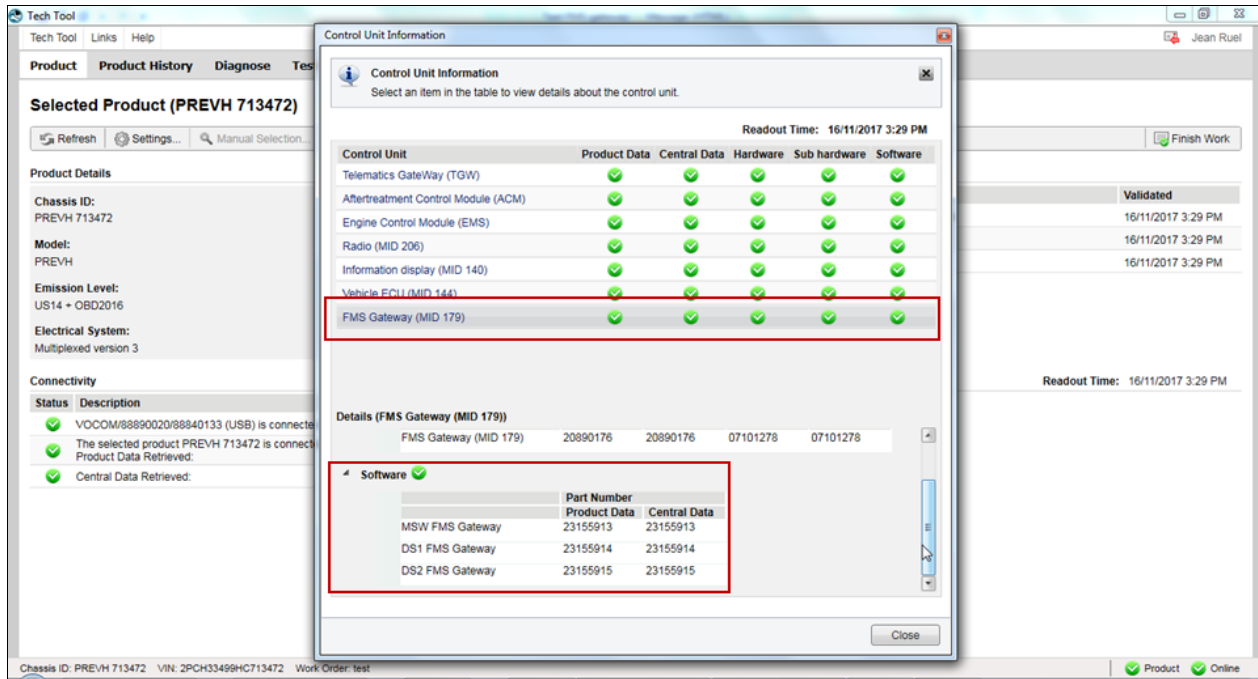 Tech Tool
Tech Tool Links Help
Jean Ruel
Product Product History Diagnose Tes
Selected Product (PREVH 713472)
Refresh Settings... Manual Selection...
Finish Work
Product Details
Chassis ID:
PREVH 713472
Model:
PREVH
Emission Level:
US14 + OBD2016
Electrical System:
Multiplexed version 3
Connectivity
Status Description
VOCOM/88890020/88840133 (USB) is connecte
The selected product PREVH 713472 is connect
Product Data Retrieved:
Central Data Retrieved:
Control Unit Information
Control Unit Information
Select an item in the table to view details about the control unit.
Readout Time: 16/11/2017 3:29 PM
Control Unit Product Data Central Data Hardware Sub hardware Software
Telematics GateWay (TGW)
Aftertreatment Control Module (ACM)
Engine Control Module (EMS)
Radio (MID 206)
Information display (MID 140)
Vehicle ECU (MID 144)
FMS Gateway (MID 179)
Details (FMS Gateway (MID 179))
FMS Gateway (MID 179) 20890176 20890176 07101278 07101278
Software
Part Number
Product Data Central Data
MSW FMS Gateway 23155913 23155913
DS1 FMS Gateway 23155914 23155914
DS2 FMS Gateway 23155915 23155915
Close
Validated
16/11/2017 3:29 PM
16/11/2017 3:29 PM
16/11/2017 3:29 PM
Readout Time: 16/11/2017 3:29 PM
Chassis ID: PREVH 713472 VIN: 2PCH33499HC713472 Work Order: test
Product Online